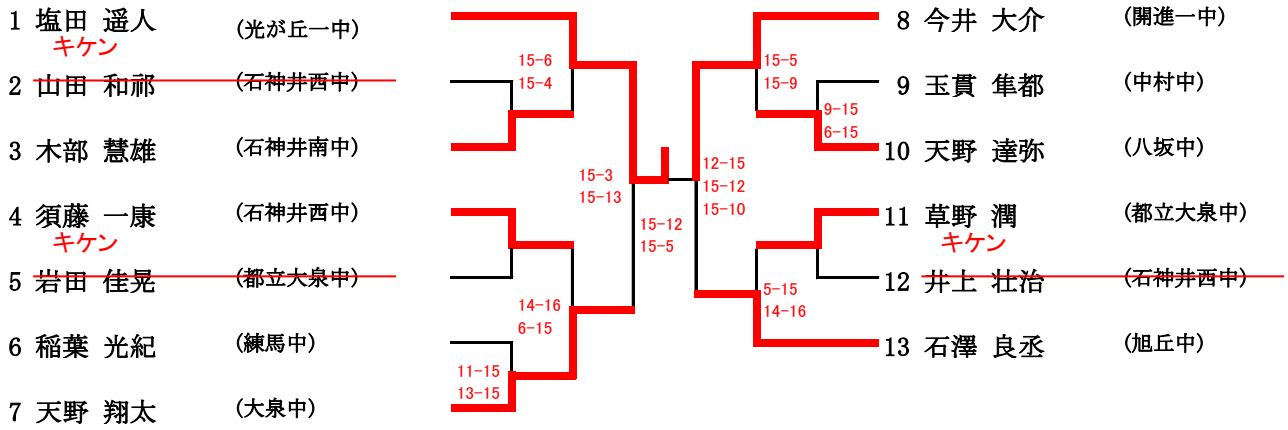 1 塩田 遥人 (光が丘一中)
キケン
2 山田 和祁 (石神井西中)
3 木部 慧雄 (石神井南中)
4 須藤 一康 (石神井西中)
キケン
5 岩田 佳晃 (都立大泉中)
6 稲葉 光紀 (練馬中)
7 天野 翔太 (大泉中)
15-6
15-4
14-16
6-15
11-15
13-15
15-3
15-13
15-12
15-5
12-15
15-12
15-10
15-5
15-9
9-15
6-15
5-15
14-16
8 今井 大介 (開進一中)
9 玉貫 隼都 (中村中)
10 天野 達弥 (八坂中)
11 草野 潤 (都立大泉中)
キケン
12 井上 壮治 (石神井西中)
13 石澤 良丞 (旭丘中)